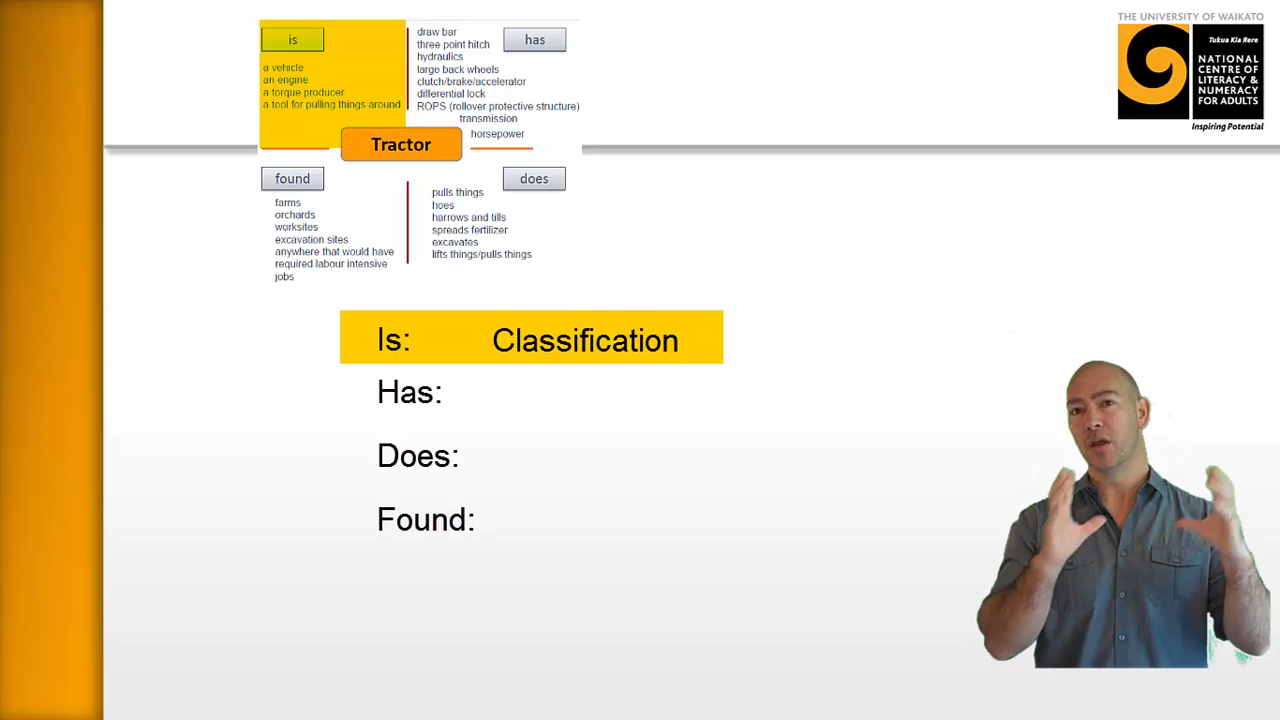 is
a vehicle
an engine
a torque producer
a tool for pulling things around
has
draw bar
three point hitch
hydraulics
large back wheels
clutch/brake/accelerator
differential lock
ROPS (rollover protective structure)
transmission
horsepower
Tractor
found
farms
orchards
worksites
excavation sites
anywhere that would have
required labour intensive
jobs
does
pulls things
hoes
harrows and tills
spreads fertilizer
excavates
lifts things/pulls things
THE UNIVERSITY OF WAIKATO
Tukua Kia Rere
NATIONAL
CENTRE OF
LITERACY &
NUMERACY
FOR ADULTS
Inspiring Potential
Is: Classification
Has:
Does:
Found: